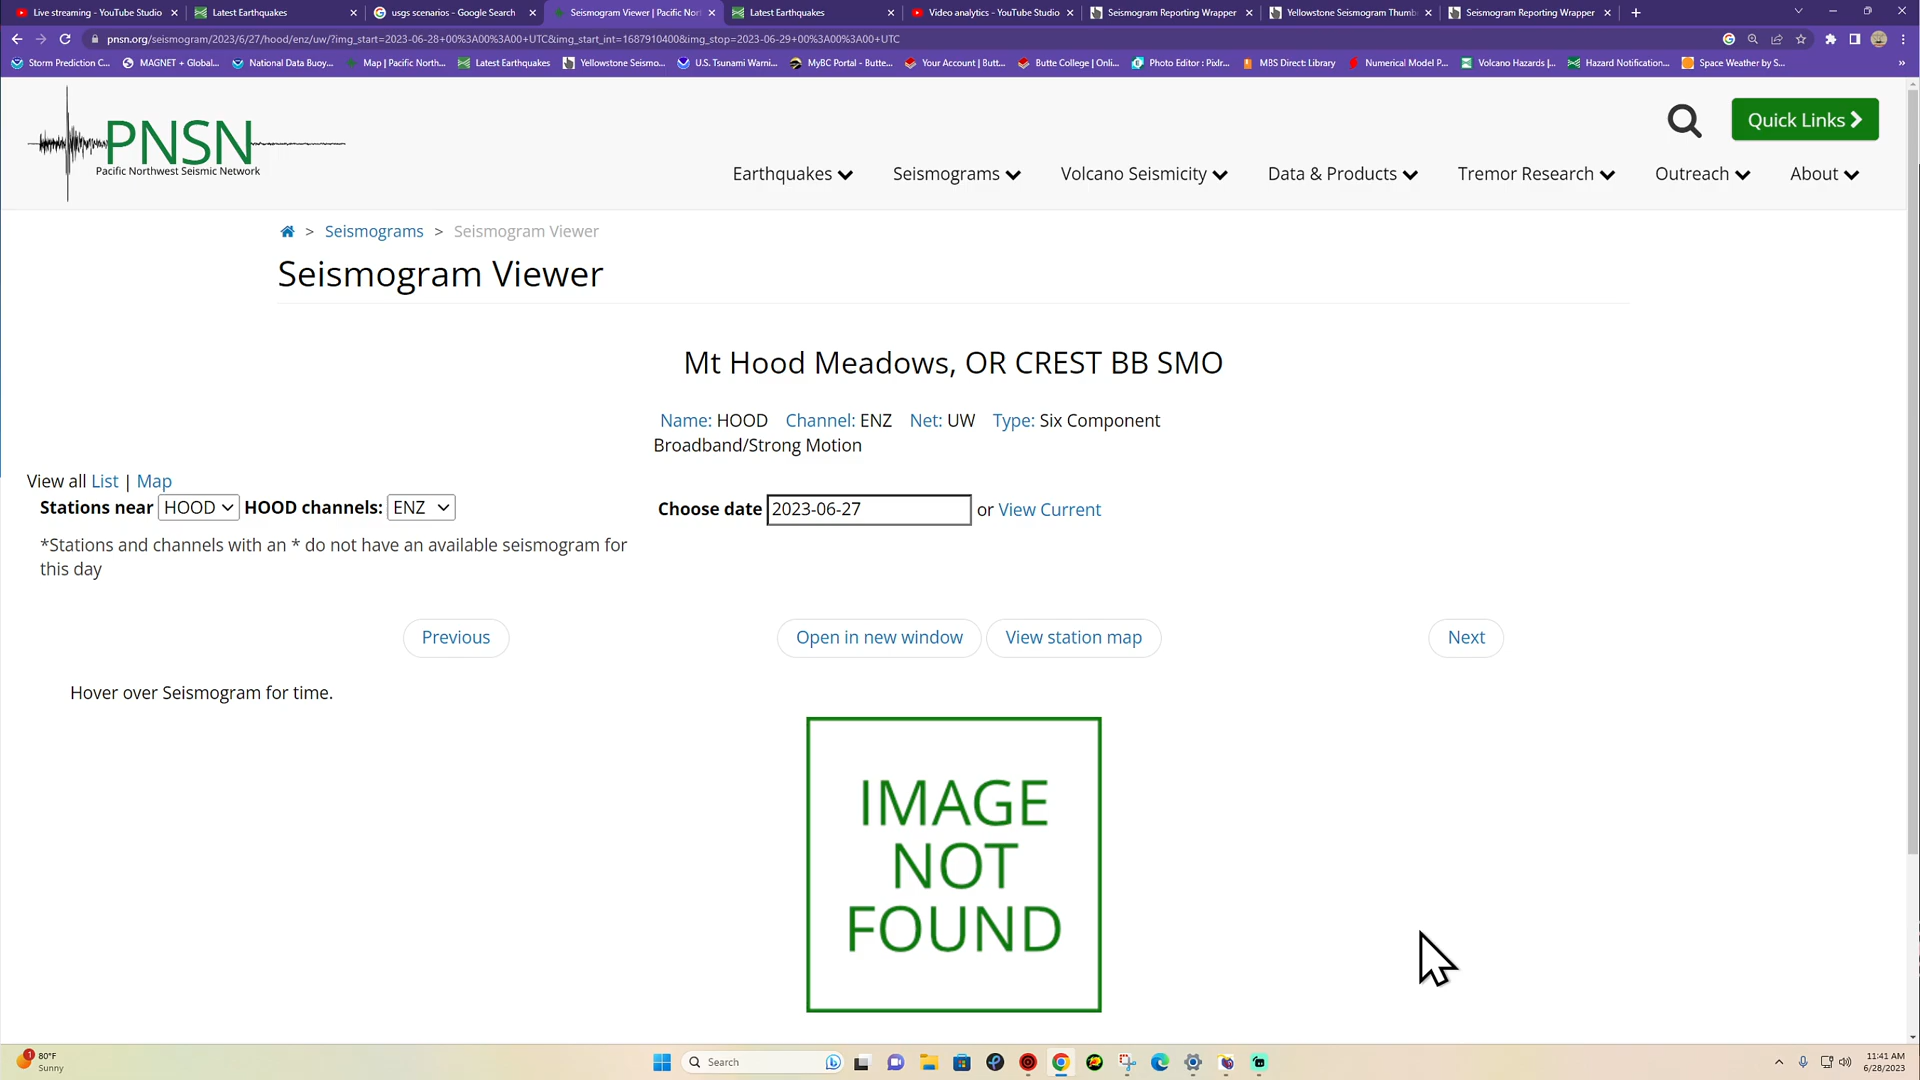 Live streaming - YouTube Studio
Latest Earthquakes
usgs scenarios - Google Search
Seismogram Viewer | Pacific Nor
Latest Earthquakes
Video analytics - YouTube Studio
Seismogram Reporting Wrapper
Yellowstone Seismogram Thumb
Seismogram Reporting Wrapper
pnsn.org/seismogram/2023/6/27/hood/enz/uw/?img_start=2023-06-28+00%3A00%3A00+UTC&img_start_int=1687910400&img_stop=2023-06-29+00%3A00%3A00+UTC
Storm Prediction C...
MAGNET + Global...
National Data Buoy...
Map | Pacific North...
Latest Earthquakes
Yellowstone Seismo...
U.S. Tsunami Warni...
MyBC Portal - Butte...
Your Account | Butt...
Butte College | Onli...
Photo Editor : Pixlr...
MBS Direct Library
Numerical Model P...
Volcano Hazards |...
Hazard Notification...
Space Weather by S...
PNSN
Pacific Northwest Seismic Network
Quick Links
Earthquakes
Seismograms
Volcano Seismicity
Data & Products
Tremor Research
Outreach
About
> Seismograms > Seismogram Viewer
Seismogram Viewer
Mt Hood Meadows, OR CREST BB SMO
Name: HOOD Channel: ENZ Net: UW Type: Six Component
Broadband/Strong Motion
View all List | Map
Stations near HOOD HOOD channels: ENZ
Choose date 2023-06-27 or View Current
*Stations and channels with an * do not have an available seismogram for
this day
Previous
Open in new window
View station map
Next
Hover over Seismogram for time.
IMAGE
NOT
FOUND
1
80°F
Sunny
Search
11:41 AM
6/28/2023